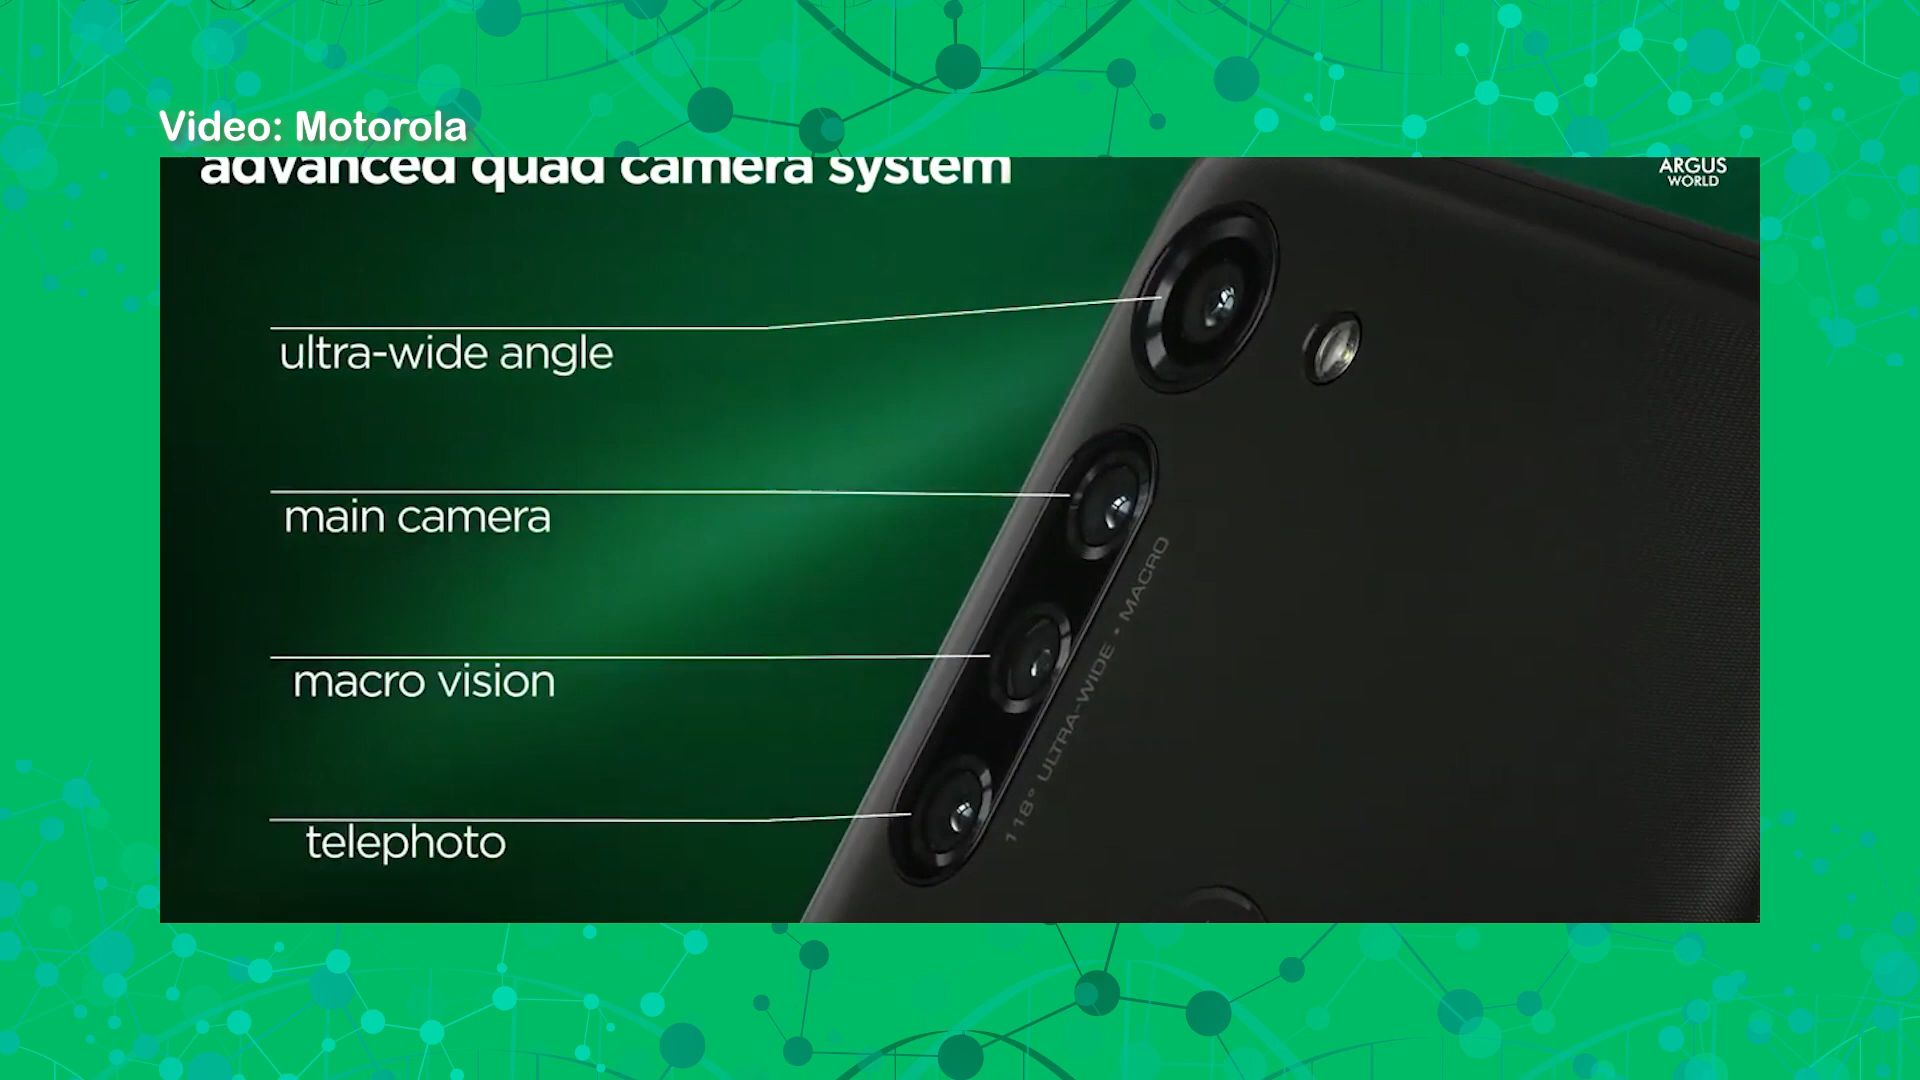 Video: Motorola
advanced quad camera system
ARGUS
WORLD
ultra-wide angle
main camera
macro vision
telephoto
118° ULTRA-WIDE • MACRO